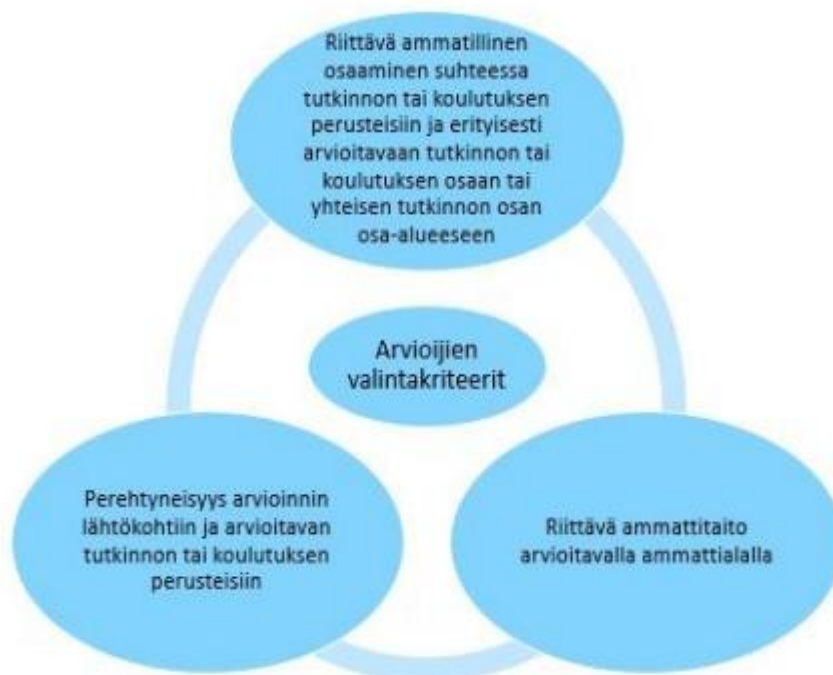 Riittävä ammatillinen
osaaminen suhteessa
tutkinnon tai koulutuksen
perusteisiin ja erityisesti
arvioitavaan tutkinnon tai
koulutuksen osaan tai
yhteisen tutkinnon osan
osa-alueeseen
Arvioijien
valintakriteerit
Perehtyneisyys arvioinnin
lähtökohtiin ja arvioitavan
tutkinnon tai koulutuksen
perusteisiin
Riittävä ammattitaito
arvioitavalla ammattialalla